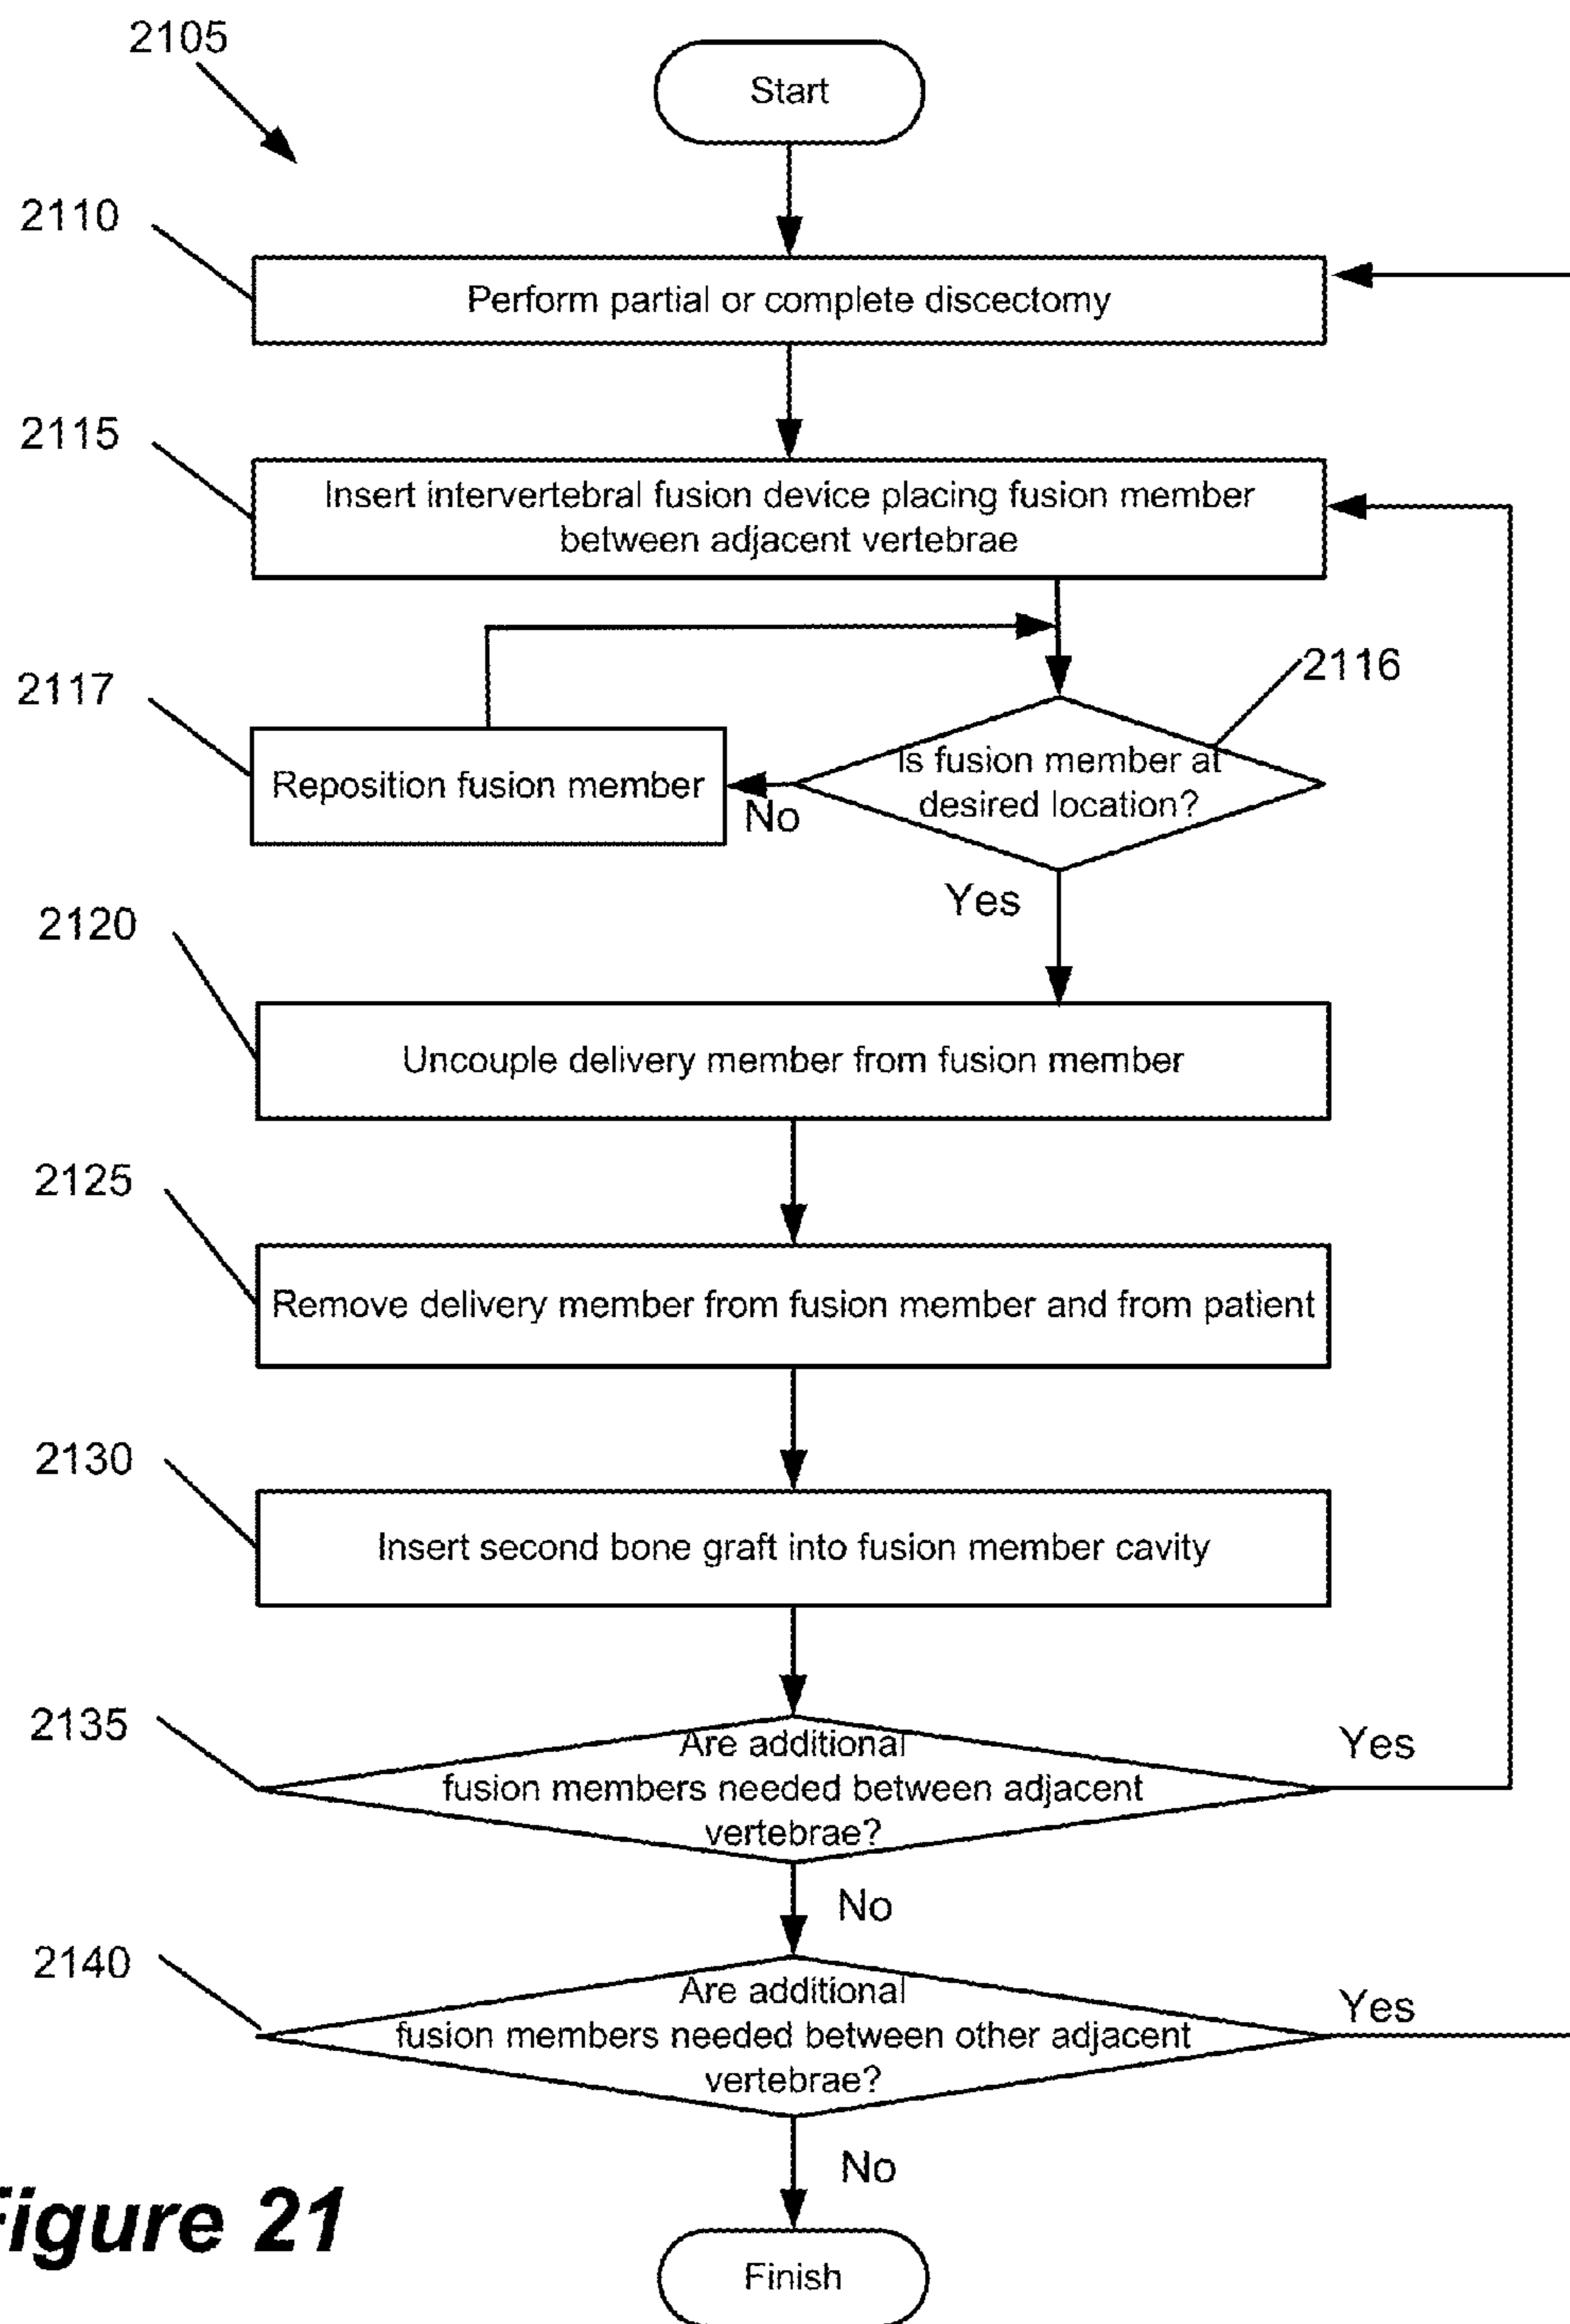 2105
Start
2110
Perform partial or complete discectomy
2115
Insert intervertebral fusion device placing fusion member
between adjacent vertebrae
2116
2117
Reposition fusion member
No
Is fusion member at
desired location?
Yes
2120
Uncouple delivery member from fusion member
2125
Remove delivery member from fusion member and from patient
2130
Insert second bone graft into fusion member cavity
2135
Are additional
fusion members needed between adjacent
vertebrae?
Yes
No
2140
Are additional
fusion members needed between other adjacent
vertebrae?
Yes
No
Figure 21
Finish